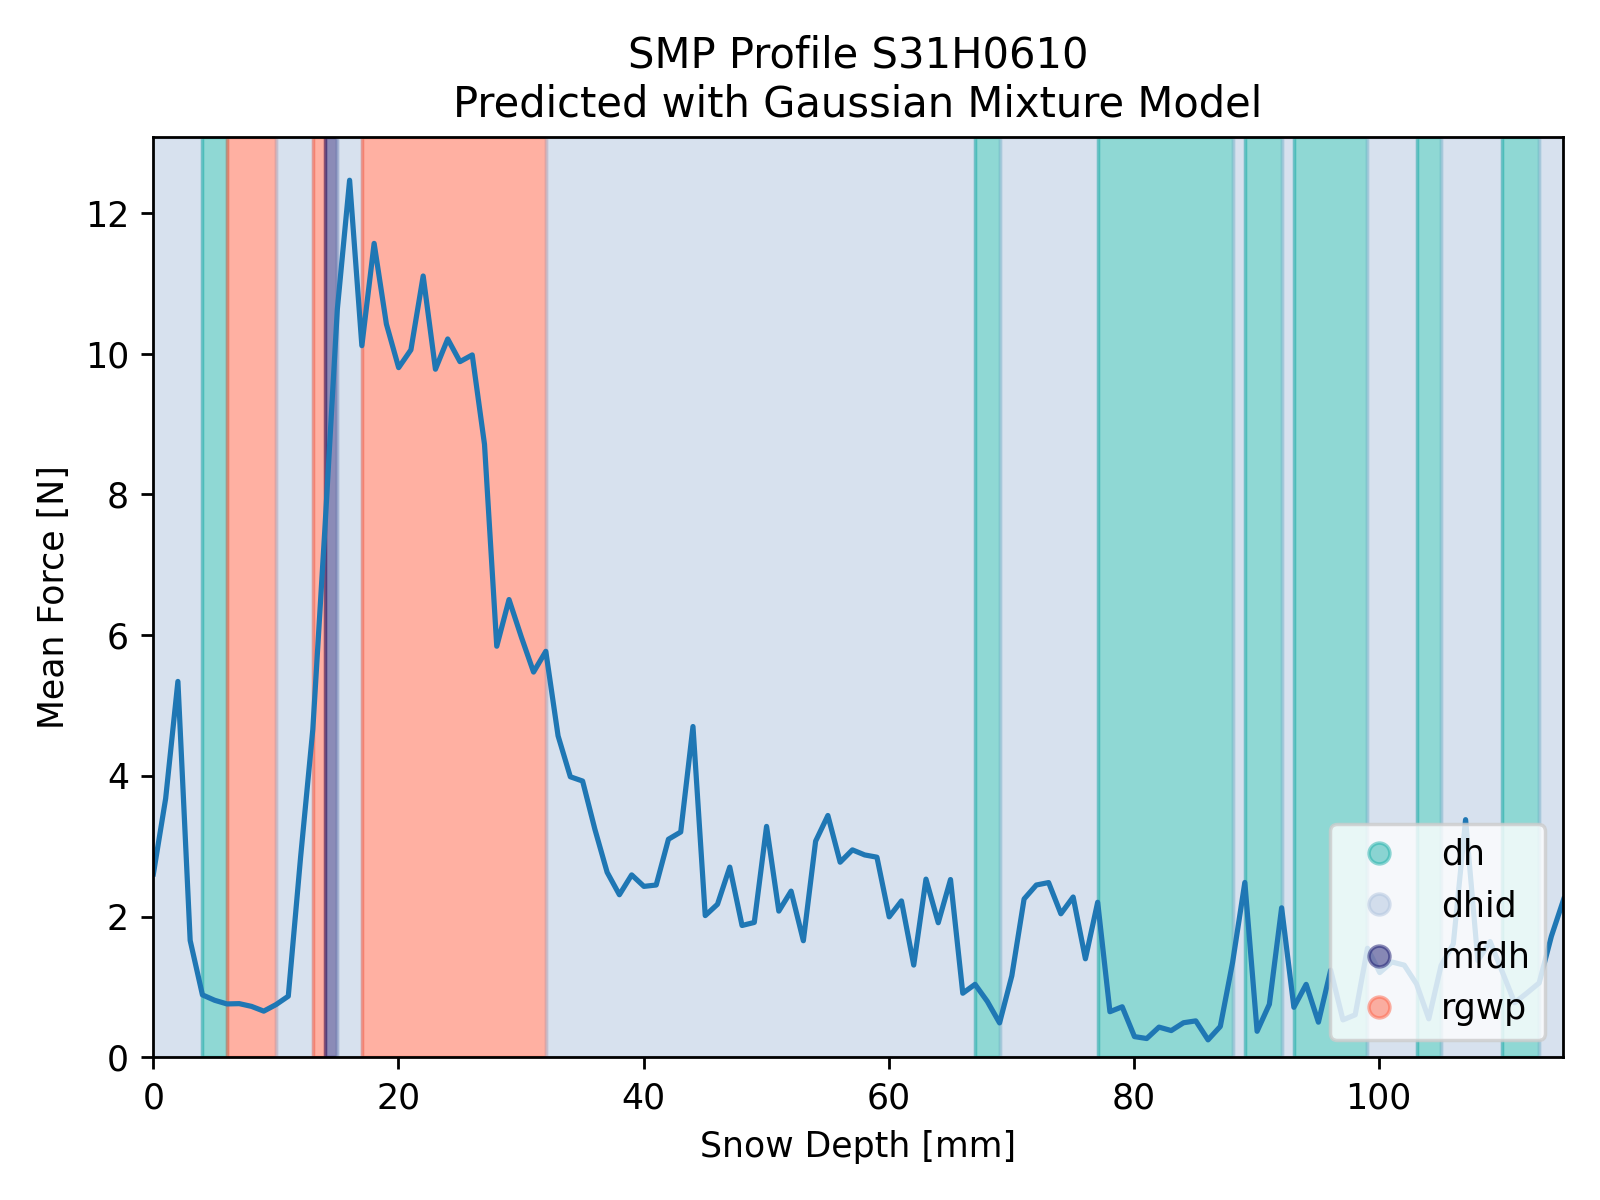 SMP Profile S31H0610
Predicted with Gaussian Mixture Model
Mean Force [N]
12
10
8
6
4
2
0
dh
dhid
mfdh
rgwp
0 20 40 60 80 100
Snow Depth [mm]